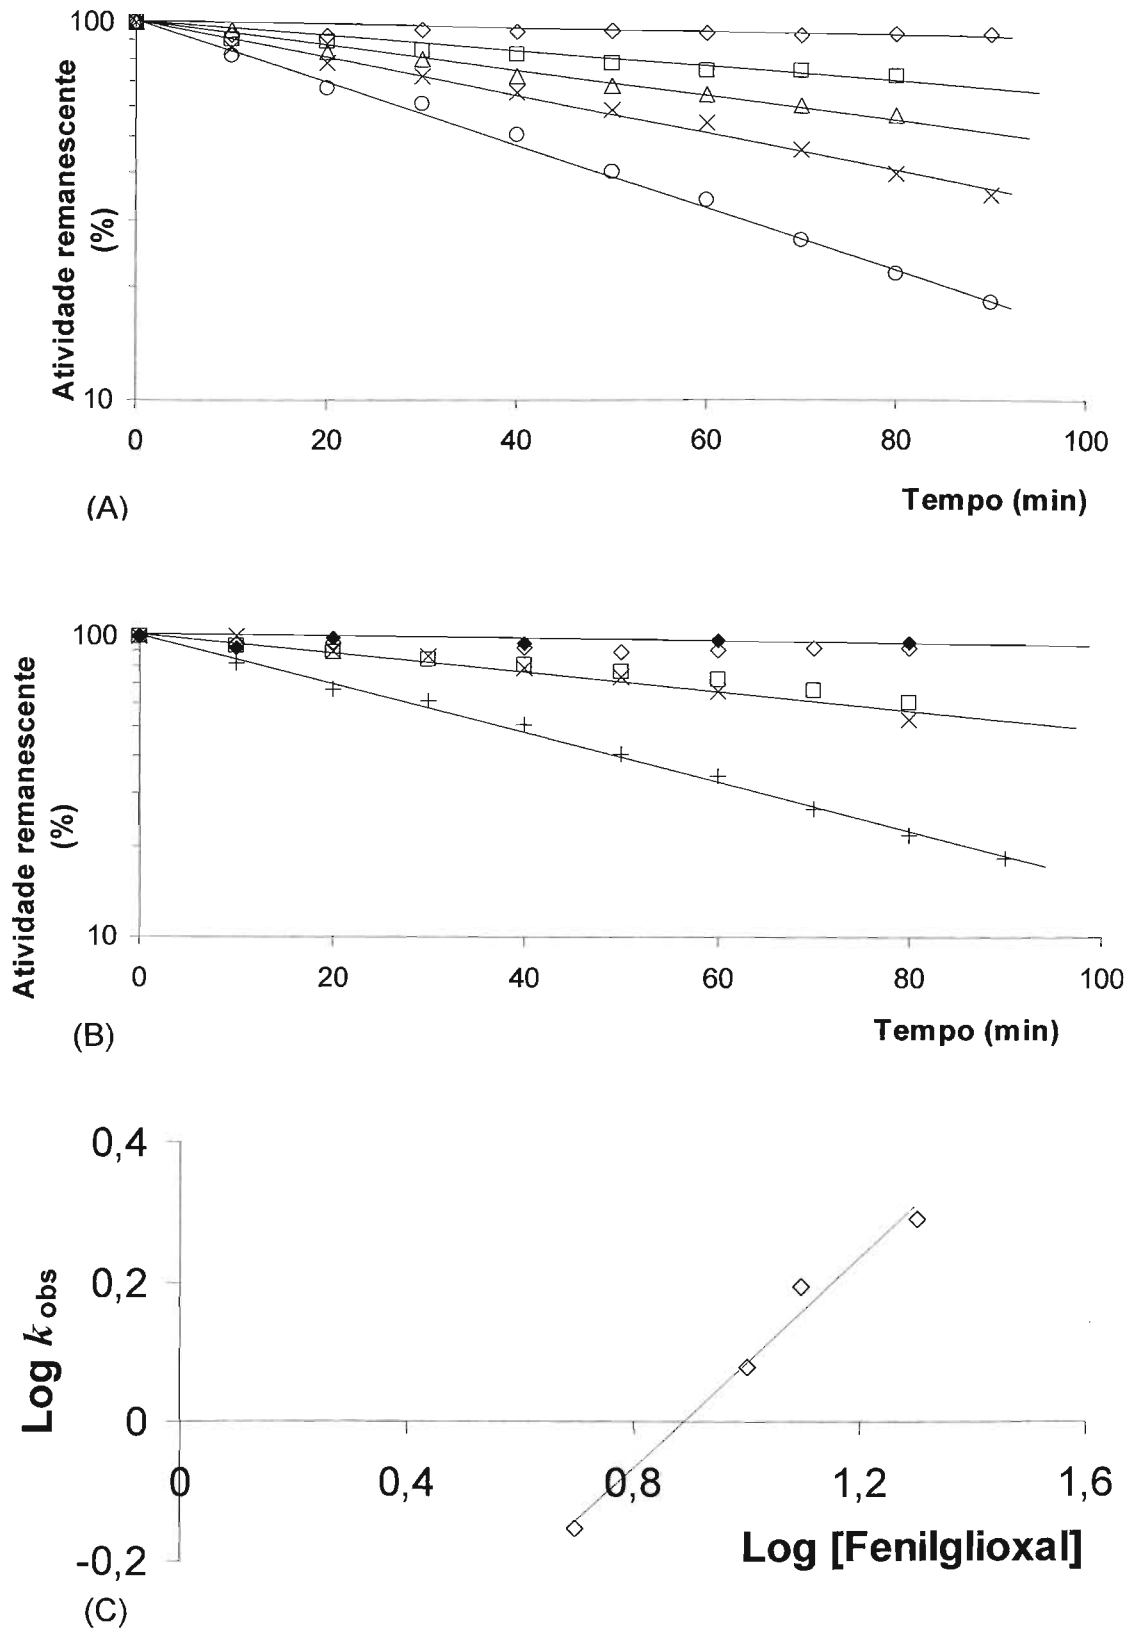 100
Atividade remanescente
(%)
10
0 20 40 60 80 100
Tempo (min)
(A)
100
Atividade remanescente
(%)
10
0 20 40 60 80 100
Tempo (min)
(B)
0,4
0,2
Log k obs
0
0 0,4 0,8 1,2 1,6
-0,2
Log [Fenilglioxal]
(C)